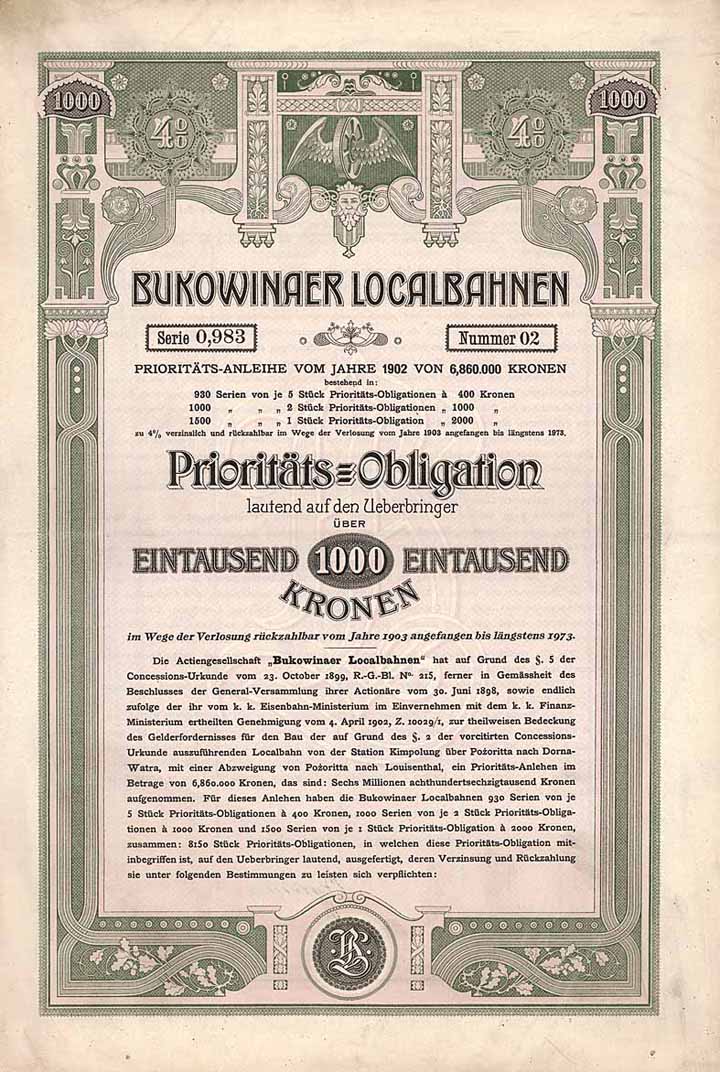 1000 1000
4% 4%
BUKOWINAER LOCALBAHNEN
Serie 0,983 Nummer 02
PRIORITÄTS-ANLEIHE VOM JAHRE 1902 VON 6,860.000 KRONEN
bestehend in:
930 Serien von je 5 Stück Prioritäts-Obligationen à 400 Kronen
1000 „ „ „ 2 Stück Prioritäts-Obligationen „ 1000 „
1500 „ „ „ 1 Stück Prioritäts-Obligation „ 2000 „
zu 4% verzinslich und rückzahlbar im Wege der Verlosung vom Jahre 1903 angefangen bis längstens 1973.
Prioritäts-Obligation
lautend auf den Ueberbringer
ÜBER
EINTAUSEND 1000 EINTAUSEND
KRONEN
im Wege der Verlosung rückzahlbar vom Jahre 1903 angefangen bis längstens 1973.
Die Actiengesellschaft „Bukowinaer Localbahnen“ hat auf Grund des §. 5 der
Concessions-Urkunde vom 23. October 1899, R.-G.-Bl. No. 215, ferner in Gemässheit des
Beschlusses der General-Versammlung ihrer Actionäre vom 30. Juni 1898, sowie endlich
zufolge der ihr vom k. k. Eisenbahn-Ministerium im Einvernehmen mit dem k. k. Finanz-
Ministerium ertheilten Genehmigung vom 4. April 1902, Z. 10029/1, zur theilweisen Bedeckung
des Gelderfordernisses für den Bau der auf Grund des §. 2 der vorcitirten Concessions-
Urkunde auszuführenden Localbahn von der Station Kimpolung über Pożoritta nach Dorna-
Watra, mit einer Abzweigung von Pożoritta nach Louisenthal, ein Prioritäts-Anlehen im
Betrage von 6,860.000 Kronen, das sind: Sechs Millionen achthundertsechzigtausend Kronen
aufgenommen. Für dieses Anlehen haben die Bukowinaer Localbahnen 930 Serien von je
5 Stück Prioritäts-Obligationen à 400 Kronen, 1000 Serien von je 2 Stück Prioritäts-Obliga-
tionen à 1000 Kronen und 1500 Serien von je 1 Stück Prioritäts-Obligation à 2000 Kronen,
zusammen: 8150 Stück Prioritäts-Obligationen, in welchen diese Prioritäts-Obligation mit-
inbegriffen ist, auf den Ueberbringer lautend, ausgefertigt, deren Verzinsung und Rückzahlung
sie unter folgenden Bestimmungen zu leisten sich verpflichten: